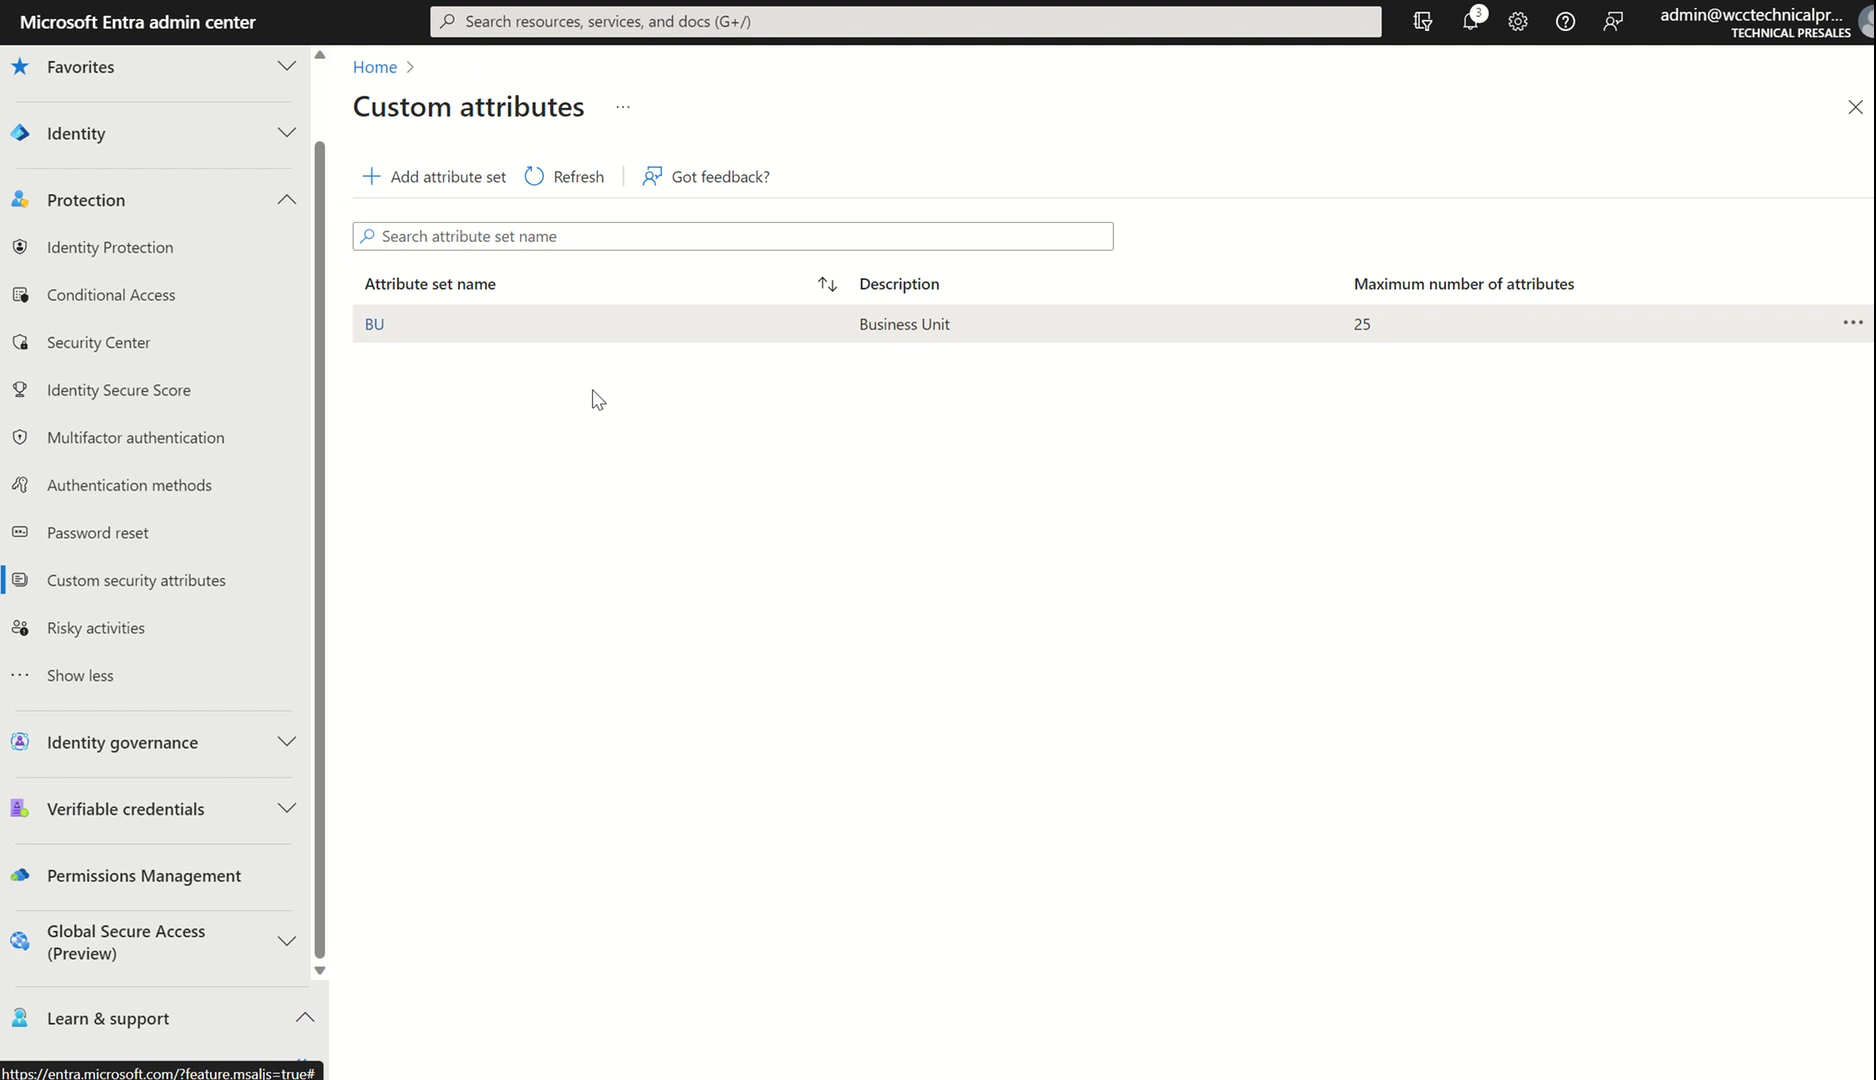 Microsoft Entra admin center
Search resources, services, and docs (G+/)
3
admin@wcctechnicalpr...
TECHNICAL PRESALES
Favorites
Identity
Protection
Identity Protection
Conditional Access
Security Center
Identity Secure Score
Multifactor authentication
Authentication methods
Password reset
Custom security attributes
Risky activities
Show less
Identity governance
Verifiable credentials
Permissions Management
Global Secure Access
(Preview)
Learn & support
https://entra.microsoft.com/?feature.msaljs=true#
Home
Custom attributes
Add attribute set
Refresh
Got feedback?
Search attribute set name
Attribute set name Description Maximum number of attributes
BU Business Unit 25